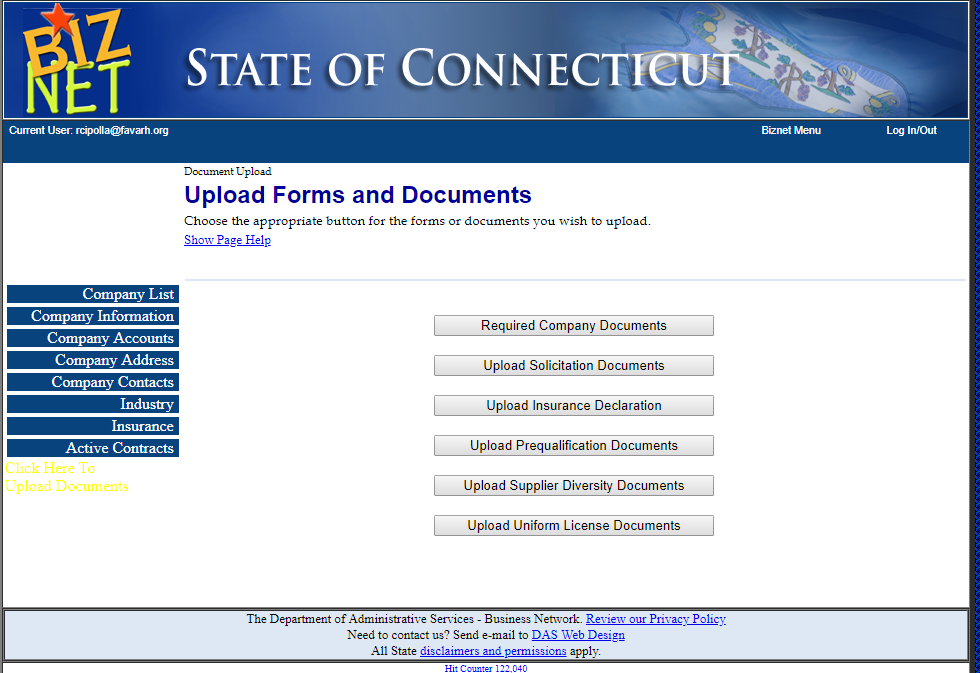 BIZ
NET
STATE OF CONNECTICUT
Current User: rcipolla@favarh.org
Biznet Menu
Log In/Out
Document Upload
Upload Forms and Documents
Choose the appropriate button for the forms or documents you wish to upload.
Show Page Help
Company List
Company Information
Company Accounts
Company Address
Company Contacts
Industry
Insurance
Active Contracts
Click Here To
Upload Documents
Required Company Documents
Upload Solicitation Documents
Upload Insurance Declaration
Upload Prequalification Documents
Upload Supplier Diversity Documents
Upload Uniform License Documents
The Department of Administrative Services - Business Network. Review our Privacy Policy
Need to contact us? Send e-mail to DAS Web Design
All State disclaimers and permissions apply.
Hit Counter 122,040